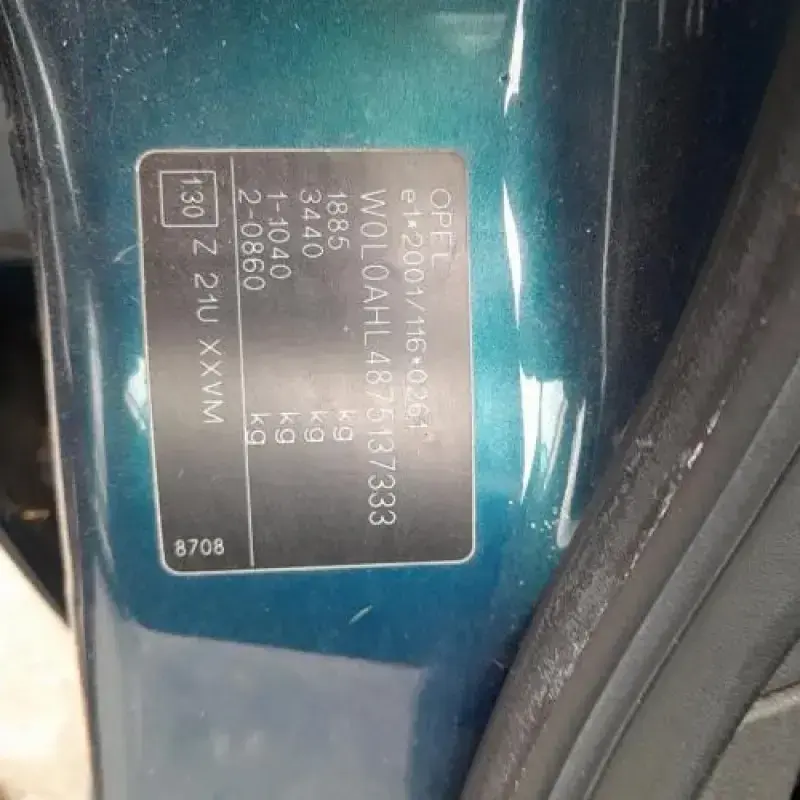 OPEL
e1*2001/116*0261
W0L0AHL4875137333
1885 kg
3440 kg
1-1040 kg
2-0860 kg
130 Z 21U XXVM
8708